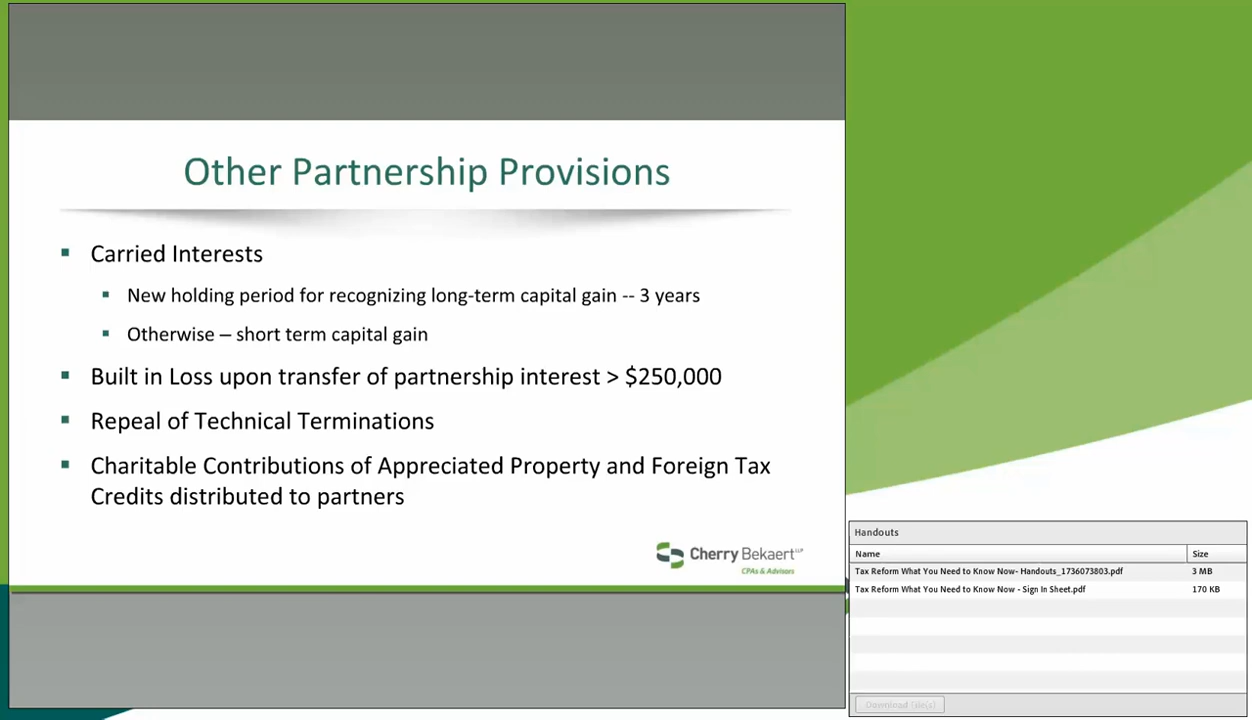 Other Partnership Provisions
▪ Carried Interests
▪ New holding period for recognizing long-term capital gain -- 3 years
▪ Otherwise – short term capital gain
▪ Built in Loss upon transfer of partnership interest > $250,000
▪ Repeal of Technical Terminations
▪ Charitable Contributions of Appreciated Property and Foreign Tax
Credits distributed to partners
Cherry Bekaert LLP
CPAs & Advisors
Handouts
Name Size
Tax Reform What You Need to Know Now- Handouts_1736073803.pdf 3 MB
Tax Reform What You Need to Know Now - Sign In Sheet.pdf 170 KB
Download File(s)